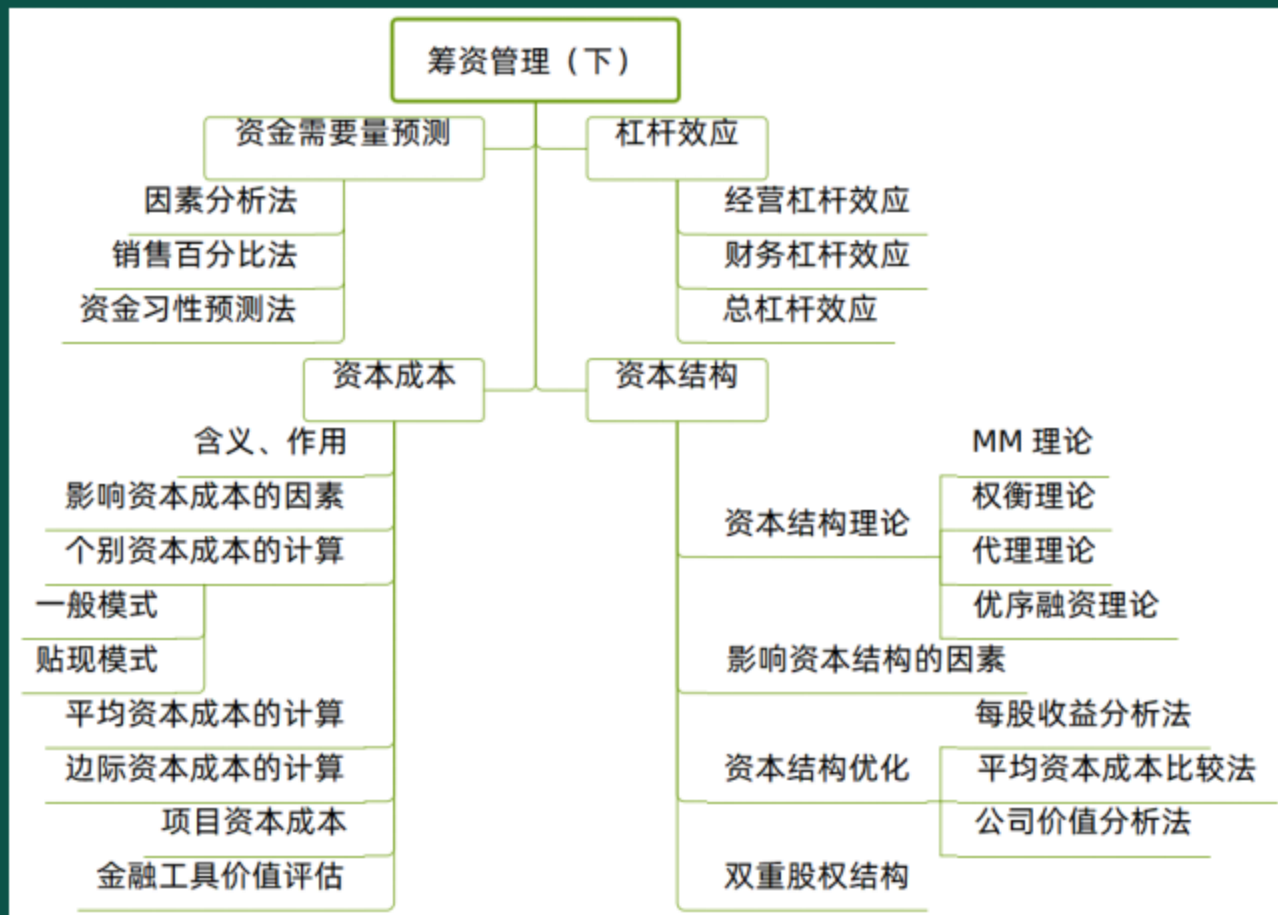 筹资管理（下）
资金需要量预测
因素分析法
销售百分比法
资金习性预测法
杠杆效应
经营杠杆效应
财务杠杆效应
总杠杆效应
资本成本
含义、作用
影响资本成本的因素
个别资本成本的计算
一般模式
贴现模式
平均资本成本的计算
边际资本成本的计算
项目资本成本
金融工具价值评估
资本结构
资本结构理论
MM 理论
权衡理论
代理理论
优序融资理论
影响资本结构的因素
资本结构优化
每股收益分析法
平均资本成本比较法
公司价值分析法
双重股权结构